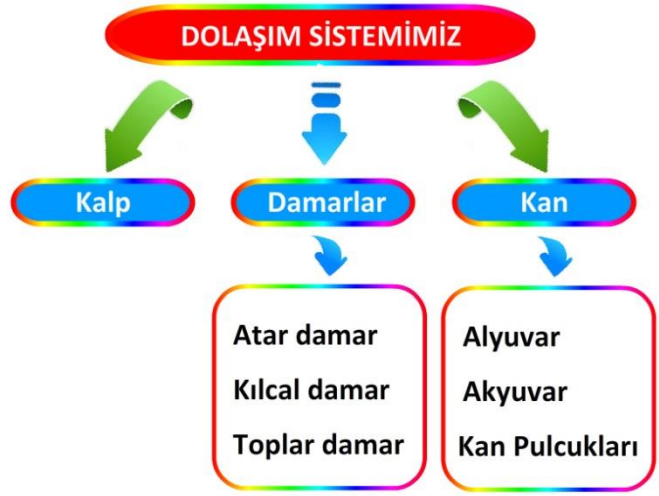 DOLAŞIM SİSTEMİMİZ
Kalp
Damarlar
Kan
Atar damar
Kılcal damar
Toplar damar
Alyuvar
Akyuvar
Kan Pulcukları